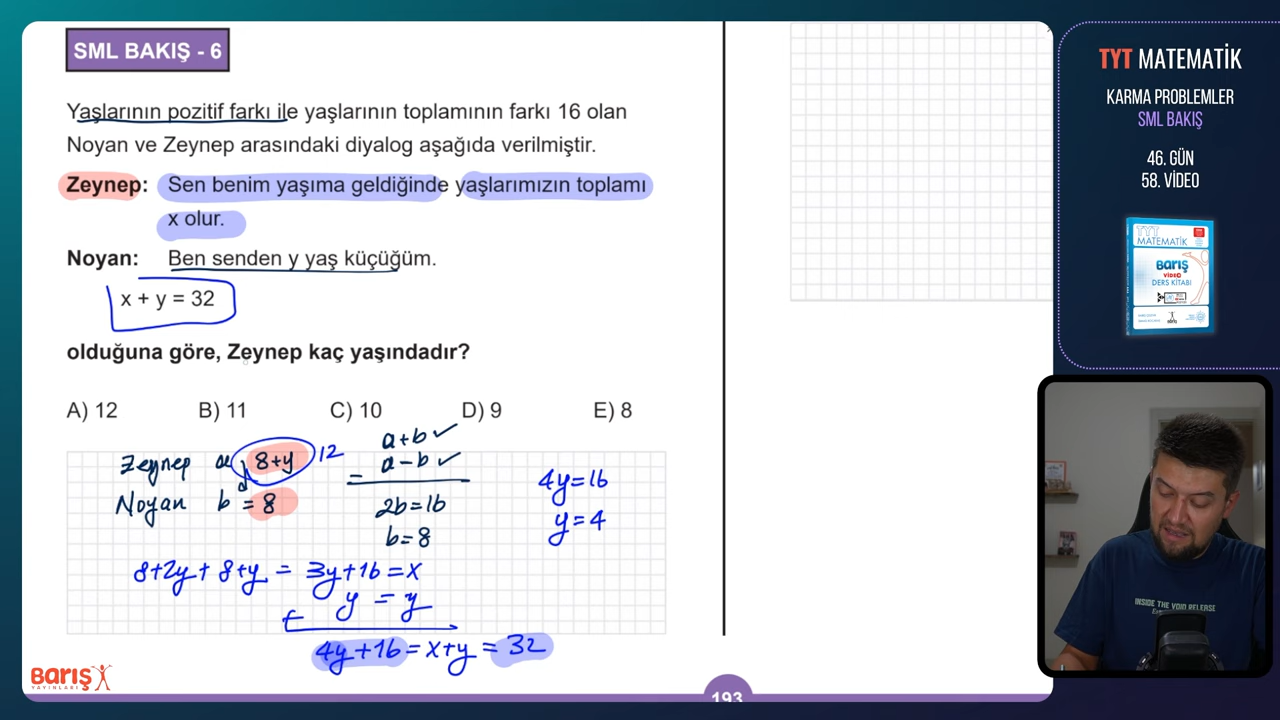 SML BAKIŞ - 6
Yaşlarının pozitif farkı ile yaşlarının toplamının farkı 16 olan
Noyan ve Zeynep arasındaki diyalog aşağıda verilmiştir.
Zeynep: Sen benim yaşıma geldiğinde yaşlarımızın toplamı
x olur.
Noyan: Ben senden y yaş küçüğüm.
x + y = 32
olduğuna göre, Zeynep kaç yaşındadır?
A) 12 B) 11 C) 10 D) 9 E) 8
Zeynep a 8+y 12
Noyan b = 8
a+b ✓
a-b ✓
2b=16
b=8
4y=16
y=4
8+2y+8+y = 3y+16=x
+ y = y
4y+16=x+y=32
193
BARIŞ
YAYINLARI
TYT MATEMATİK
KARMA PROBLEMLER
SML BAKIŞ
46. GÜN
58. VİDEO
TYT
MATEMATİK
BARIŞ
VİDEO
DERS KİTABI
INSIDE THE VOID RELEASE